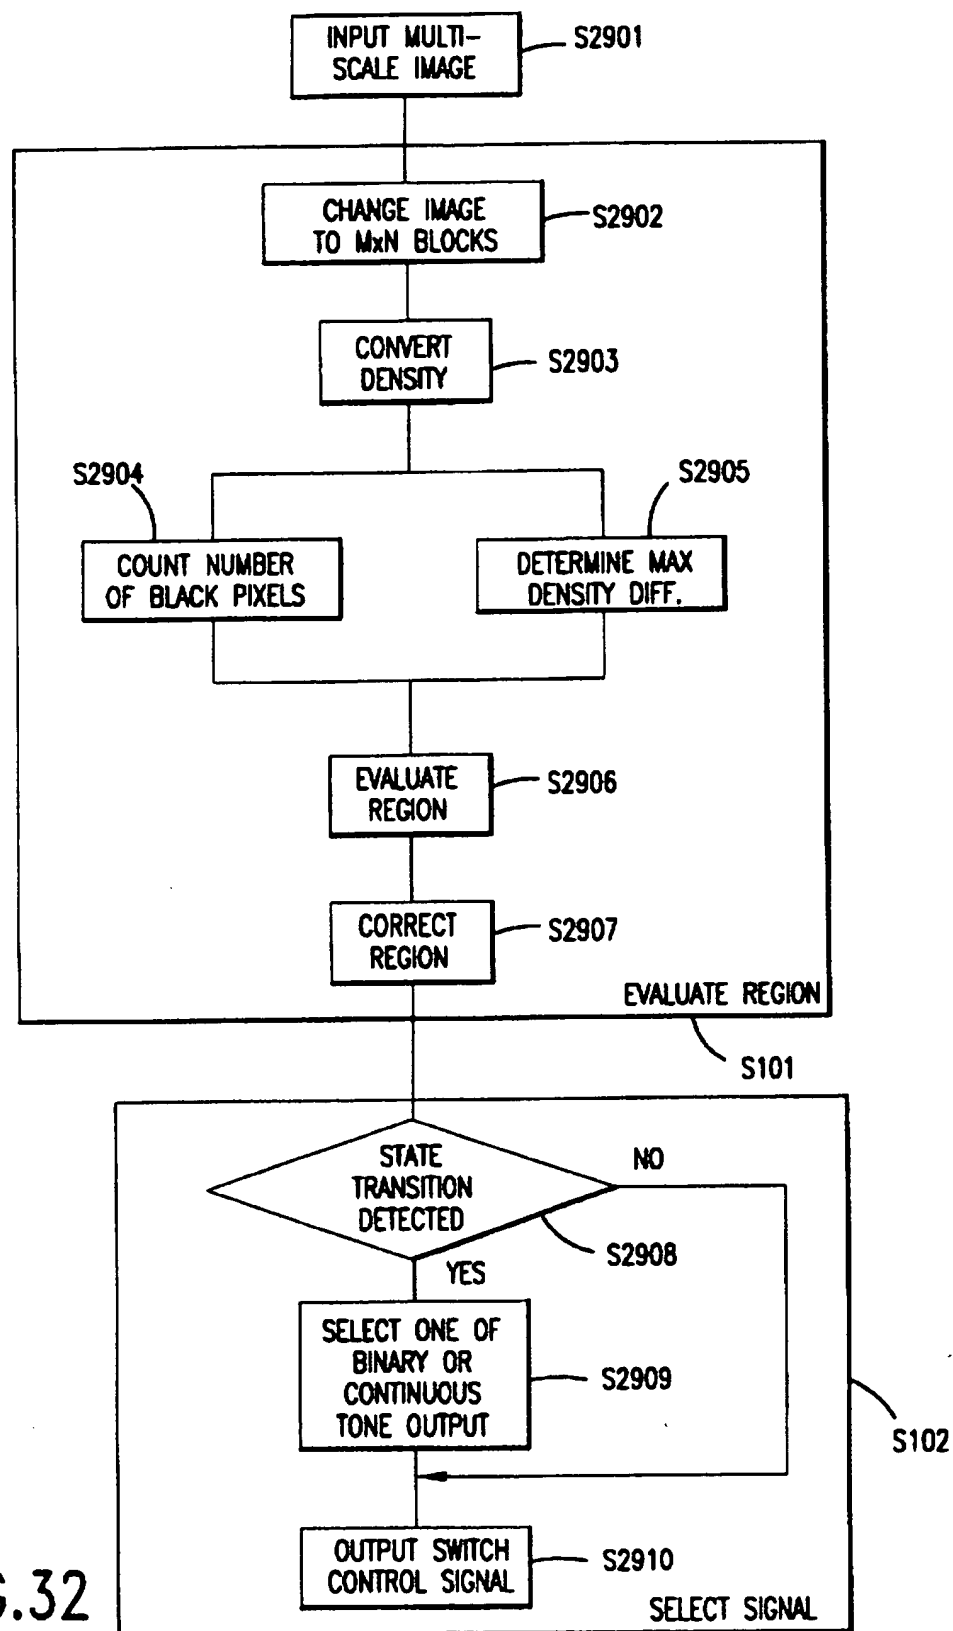 INPUT MULTI-
SCALE IMAGE
S2901
CHANGE IMAGE
TO MxN BLOCKS
S2902
CONVERT
DENSITY
S2903
S2904
COUNT NUMBER
OF BLACK PIXELS
S2905
DETERMINE MAX
DENSITY DIFF.
EVALUATE
REGION
S2906
CORRECT
REGION
S2907
EVALUATE REGION
S101
STATE
TRANSITION
DETECTED
NO
S2908
YES
SELECT ONE OF
BINARY OR
CONTINUOUS
TONE OUTPUT
S2909
S102
OUTPUT SWITCH
CONTROL SIGNAL
S2910
SELECT SIGNAL
G.32